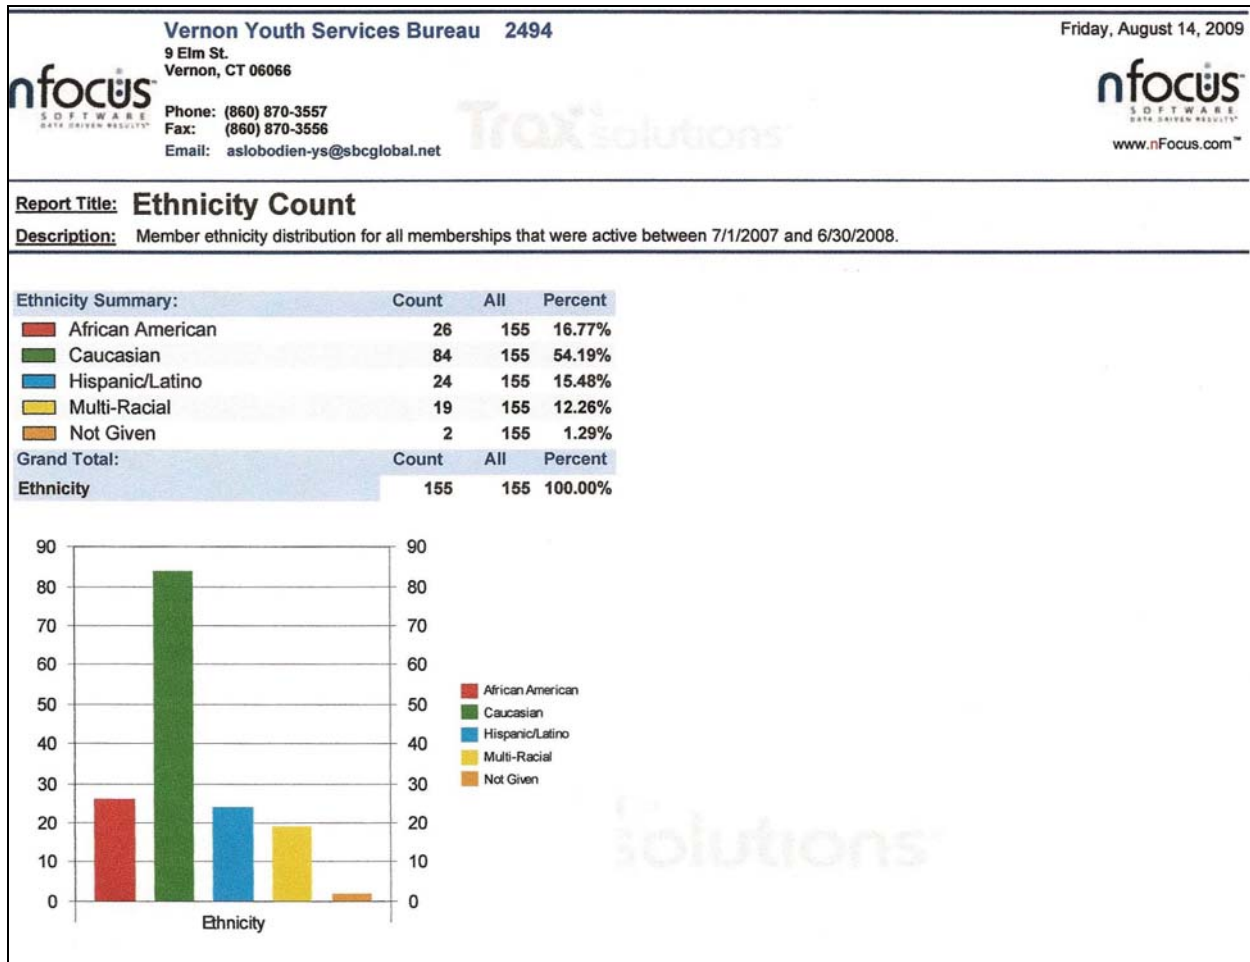 Vernon Youth Services Bureau 2494
Friday, August 14, 2009
9 Elm St.
Vernon, CT 06066
nfocus
SOFTWARE
DATA DRIVEN RESULTS™
Phone: (860) 870-3557
Fax: (860) 870-3556
Email: aslobodien-ys@sbcglobal.net
Trax solutions
nfocus
SOFTWARE
DATA DRIVEN RESULTS™
www.nFocus.com™
Report Title: Ethnicity Count
Description: Member ethnicity distribution for all memberships that were active between 7/1/2007 and 6/30/2008.
Ethnicity Summary: Count All Percent
African American 26 155 16.77%
Caucasian 84 155 54.19%
Hispanic/Latino 24 155 15.48%
Multi-Racial 19 155 12.26%
Not Given 2 155 1.29%
Grand Total: Count All Percent
Ethnicity 155 155 100.00%
90 90
80 80
70 70
60 60
50 50
40 40
30 30
20 20
10 10
0 0
Ethnicity
African American
Caucasian
Hispanic/Latino
Multi-Racial
Not Given
solutions